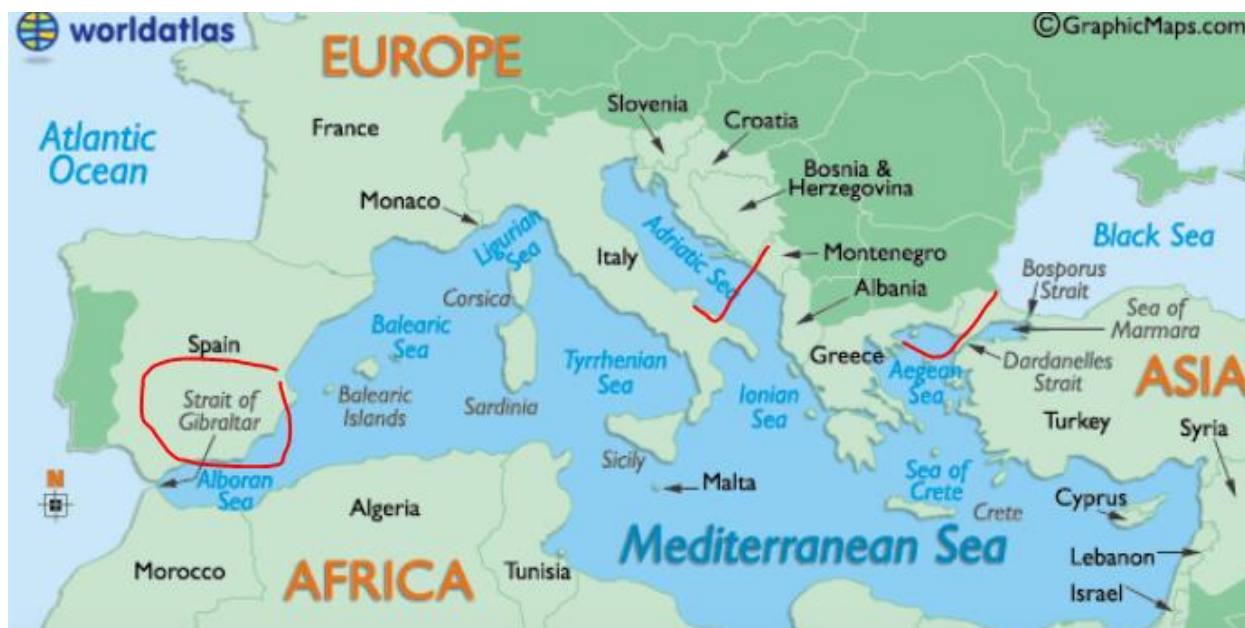 worldatlas
©GraphicMaps.com
EUROPE
Atlantic
Ocean
France
Slovenia
Croatia
Bosnia &
Herzegovina
Monaco
Ligurian
Sea
Adriatic Sea
Italy
Montenegro
Albania
Black Sea
Bosporus
Strait
Sea of
Marmara
Corsica
Balearic
Sea
Spain
Tyrrhenian
Sea
Greece
Aegean
Sea
Dardanelles
Strait
ASIA
Strait of
Gibraltar
Balearic
Islands
Sardinia
Ionian
Sea
Turkey
Syria
N
Alboran
Sea
Sicily
Malta
Sea of
Crete
Crete
Cyprus
Algeria
Mediterranean Sea
Lebanon
Morocco
AFRICA
Tunisia
Israel